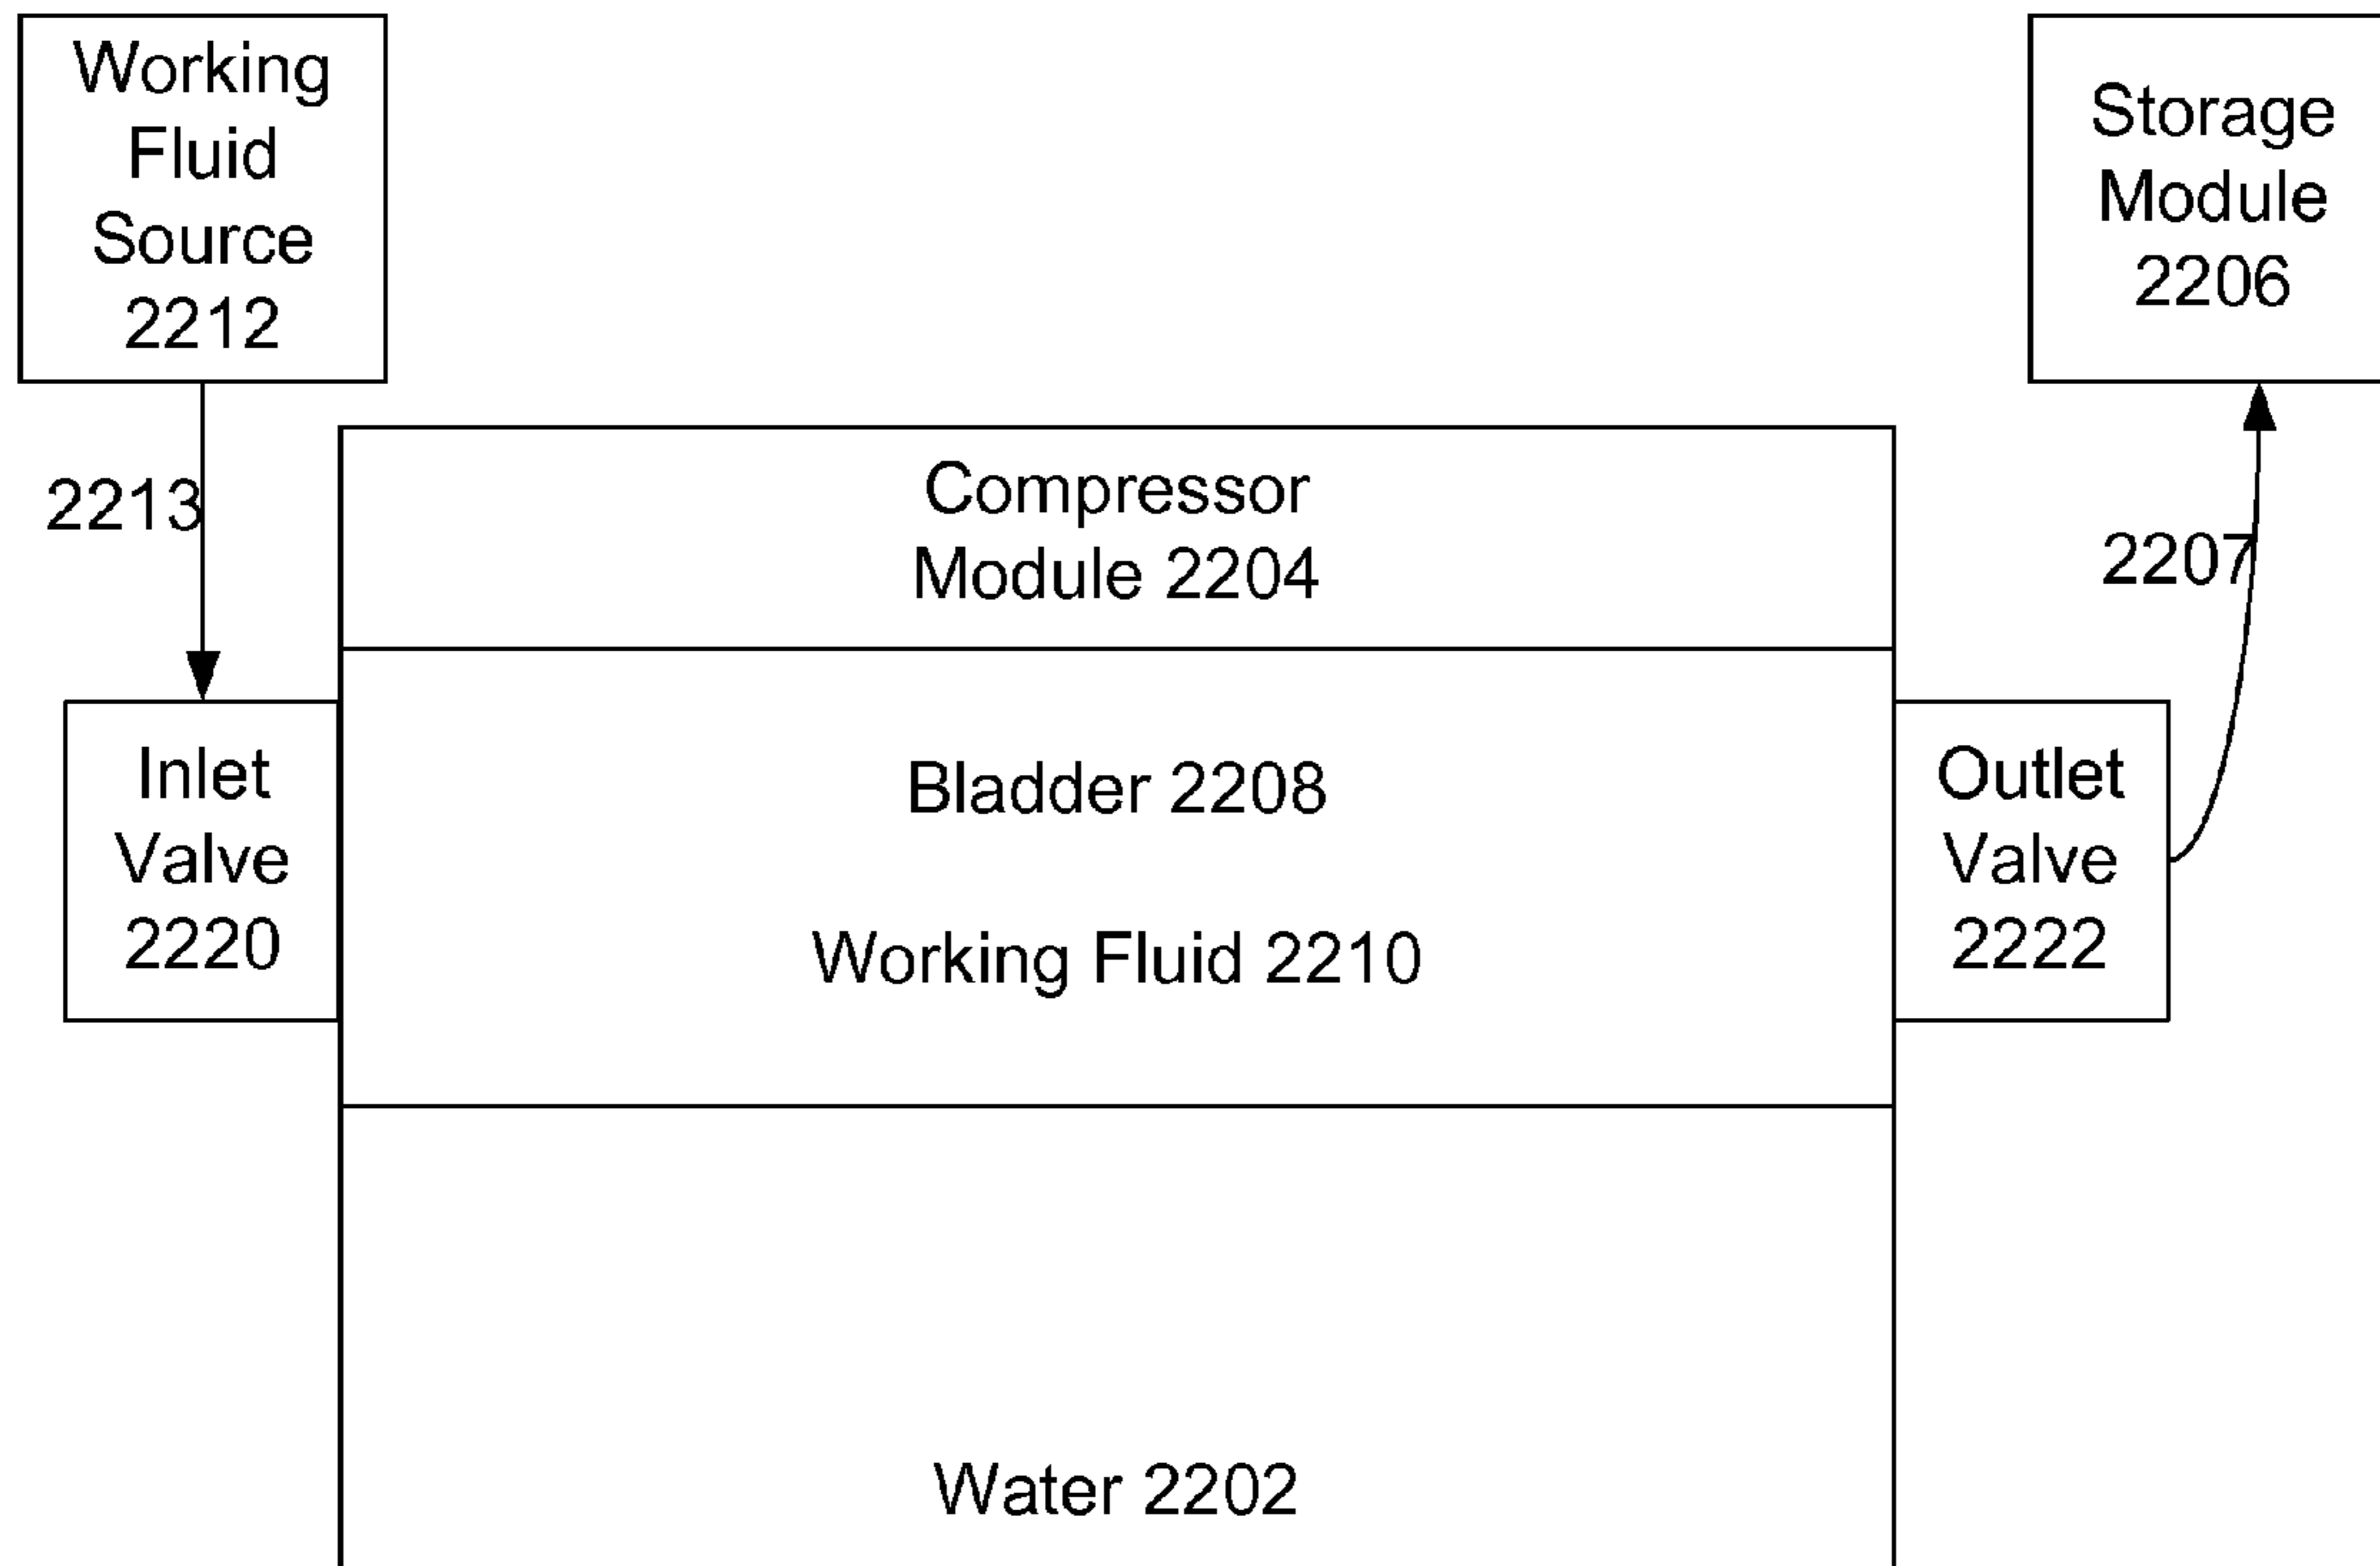 Working
Fluid
Source
2212
Storage
Module
2206
2213
Compressor
Module 2204
2207
Inlet
Valve
2220
Bladder 2208
Working Fluid 2210
Outlet
Valve
2222
Water 2202